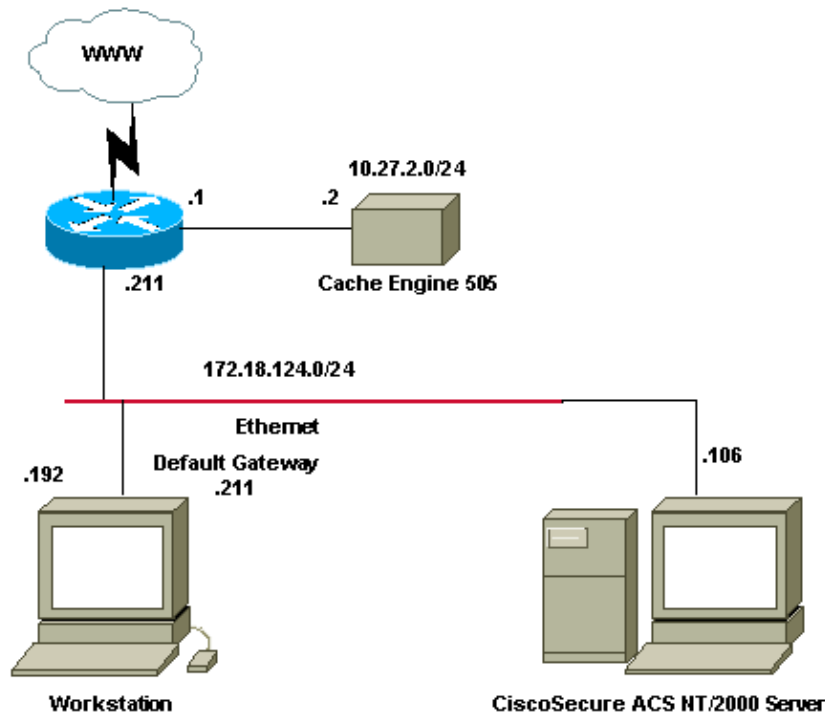 WWW
10.27.2.0/24
.1
.2
.211
Cache Engine 505
172.18.124.0/24
Ethernet
Default Gateway
.211
.192
.106
Workstation
CiscoSecure ACS NT/2000 Server